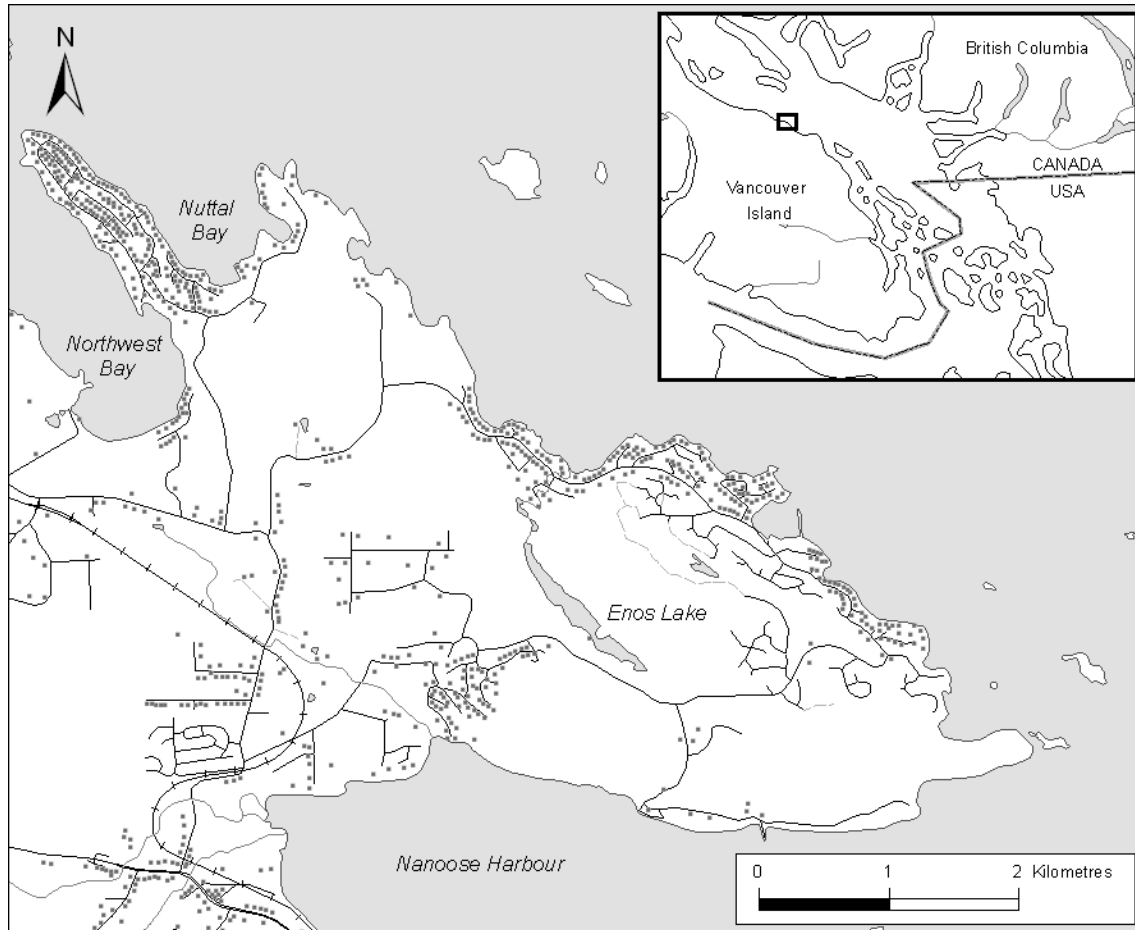 N
British Columbia
CANADA
USA
Vancouver
Island
Nuttal
Bay
Northwest
Bay
Enos Lake
Nanoose Harbour
0 1 2 Kilometres